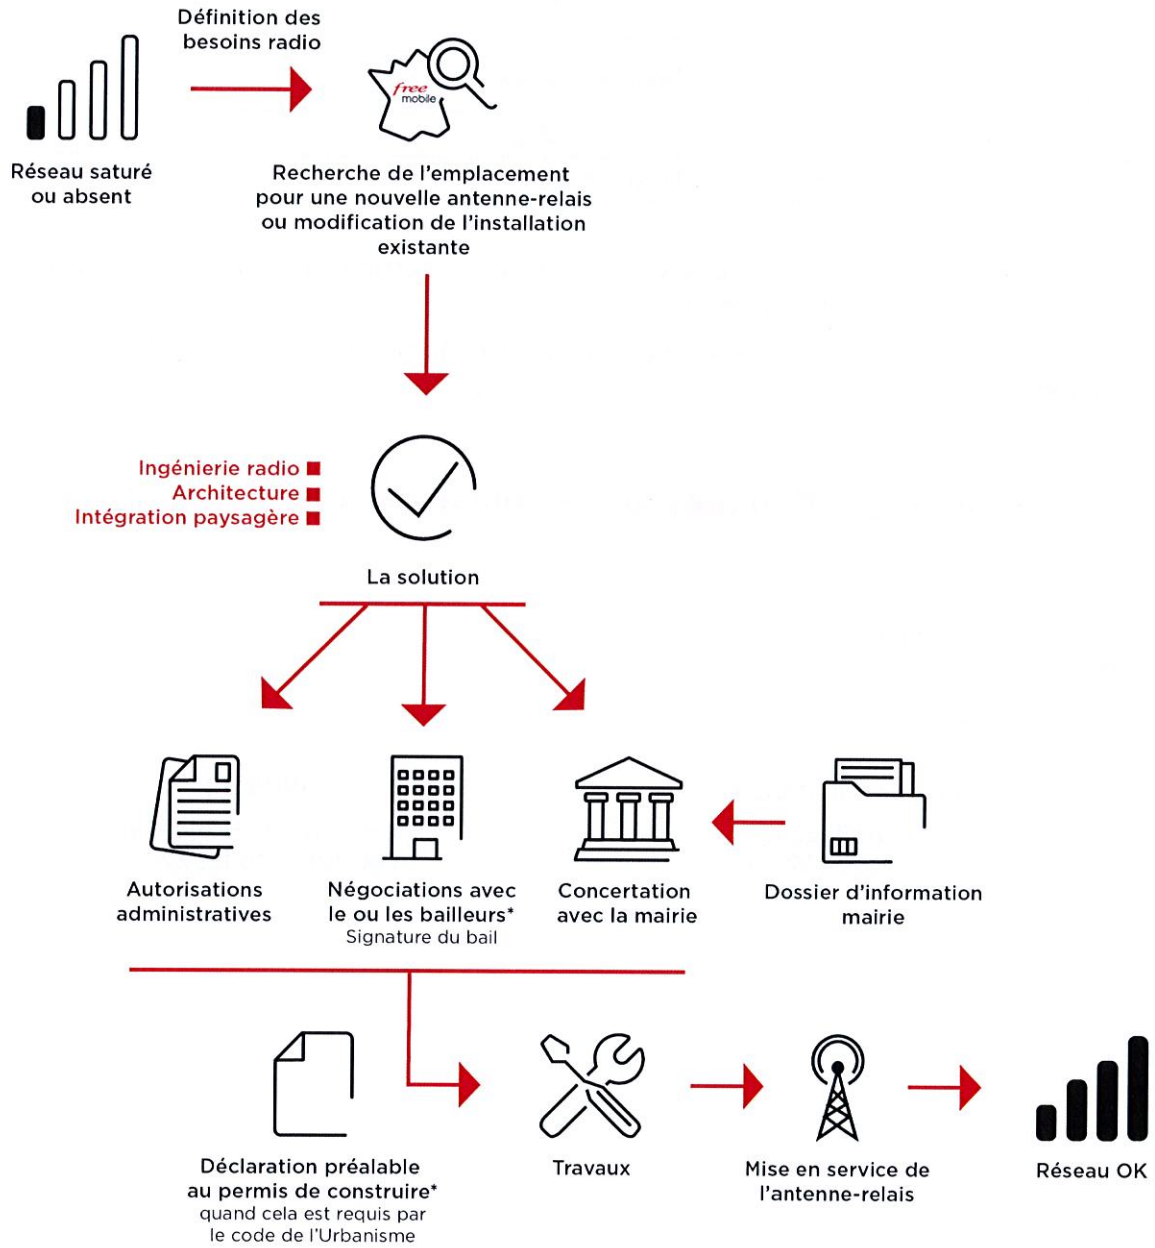 Définition des
besoins radio
free
mobile
Réseau saturé
ou absent
Recherche de l'emplacement
pour une nouvelle antenne-relais
ou modification de l'installation
existante
Ingénierie radio
Architecture
Intégration paysagère
La solution
Autorisations
administratives
Négociations avec
le ou les bailleurs*
Signature du bail
Concertation
avec la mairie
Dossier d'information
mairie
Déclaration préalable
au permis de construire*
quand cela est requis par
le code de l'Urbanisme
Travaux
Mise en service de
l'antenne-relais
Réseau OK